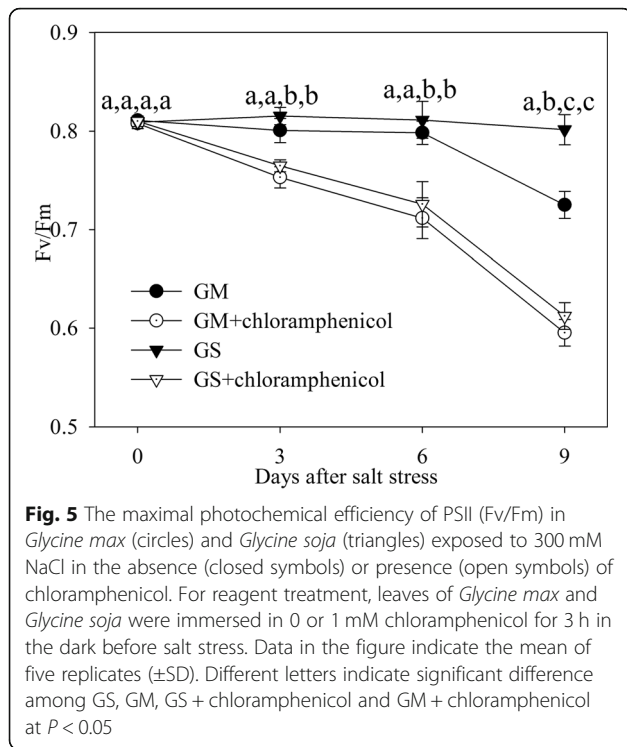 0.9
a,a,a,a
a,a,b,b
a,a,b,b
a,b,c,c
0.8
Fv/Fm
0.7
GM
GM+chloramphenicol
0.6
GS
GS+chloramphenicol
0.5
0 3 6 9
Days after salt stress
Fig. 5 The maximal photochemical efficiency of PSII (Fv/Fm) in
Glycine max (circles) and Glycine soja (triangles) exposed to 300 mM
NaCl in the absence (closed symbols) or presence (open symbols) of
chloramphenicol. For reagent treatment, leaves of Glycine max and
Glycine soja were immersed in 0 or 1 mM chloramphenicol for 3 h in
the dark before salt stress. Data in the figure indicate the mean of
five replicates (±SD). Different letters indicate significant difference
among GS, GM, GS + chloramphenicol and GM + chloramphenicol
at P < 0.05